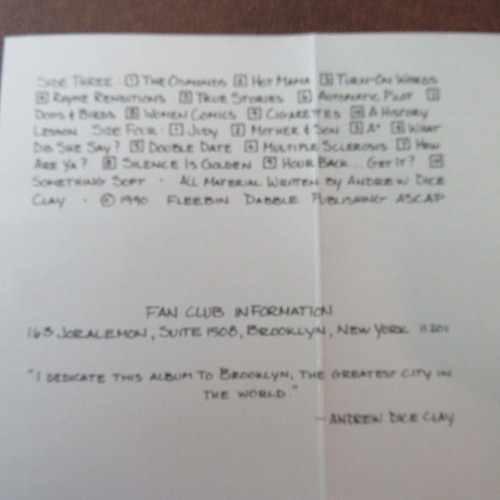 SIDE THREE: 1 THE OSMONDS 2 HOT MAMA 3 TURN-ON WORDS
4 RHYME RENDITIONS 5 TRUE STORIES 6 AUTOMATIC PILOT 7
DOGS & BIRDS 8 WOMEN COMICS 9 CIGARETTES 10 A HISTORY
LESSON SIDE FOUR: 1 JUDY 2 MOTHER & SON 3 A+ 4 WHAT
DID SHE SAY? 5 DOUBLE DATE 6 MULTIPLE SCLEROSIS 7 HOW
ARE YA? 8 SILENCE IS GOLDEN 9 HOUR BACK... GET IT? 10
SOMETHING SOFT · ALL MATERIAL WRITTEN BY ANDREW DICE
CLAY · © 1990 FLEEBIN DABBLE PUBLISHING ASCAP
FAN CLUB INFORMATION
163 JORALEMON, SUITE 1508, BROOKLYN, NEW YORK 11201
"I DEDICATE THIS ALBUM TO BROOKLYN, THE GREATEST CITY IN
THE WORLD."
- ANDREW DICE CLAY